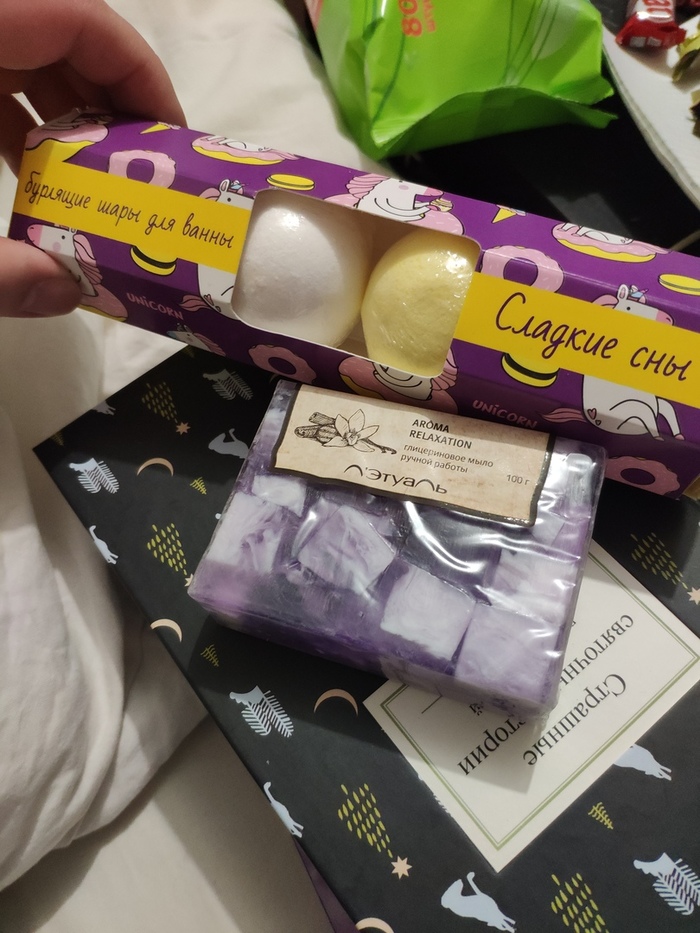 80
бурлящие шары для ванны
Сладкие сны
UNiCORN
UNiCORN
AROMA
RELAXATION
глицериновое мыло
ручной работы
100 г
Л'Этуаль
Страшные
святочные
истории